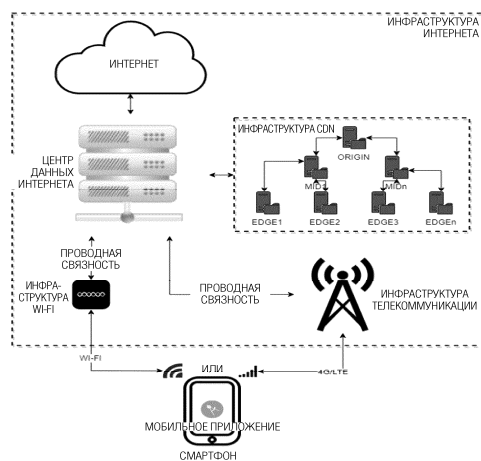 ИНФРАСТРУКТУРА
ИНТЕРНЕТА
ИНТЕРНЕТ
ИНФРАСТРУКТУРА CDN
ORIGIN
ЦЕНТР
ДАННЫХ
ИНТЕРНЕТА
MID1
MIDn
EDGE1
EDGE2
EDGE3
EDGEn
ПРОВОДНАЯ
СВЯЗНОСТЬ
ИНФРА-
СТРУКТУРА
WI-FI
ПРОВОДНАЯ
СВЯЗНОСТЬ
ИНФРАСТРУКТУРА
ТЕЛЕКОММУНИКАЦИИ
WI-FI
ИЛИ
4G/LTE
МОБИЛЬНОЕ ПРИЛОЖЕНИЕ
СМАРТФОН